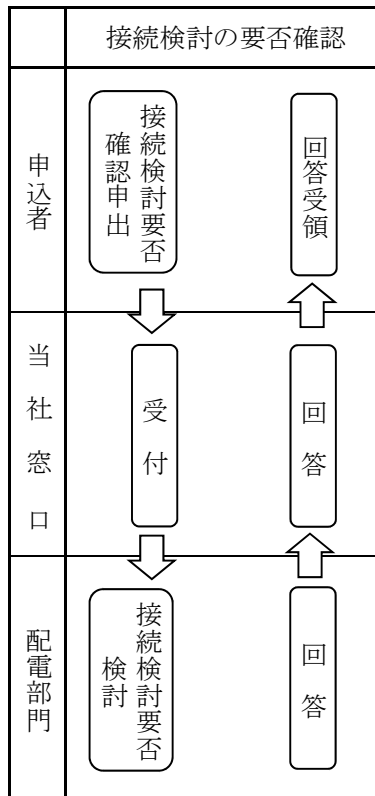 接続検討の要否確認
申込者
接続検討要否
確認申出
回答受領
当社窓口
受付
回答
配電部門
接続検討要否
検討
回答